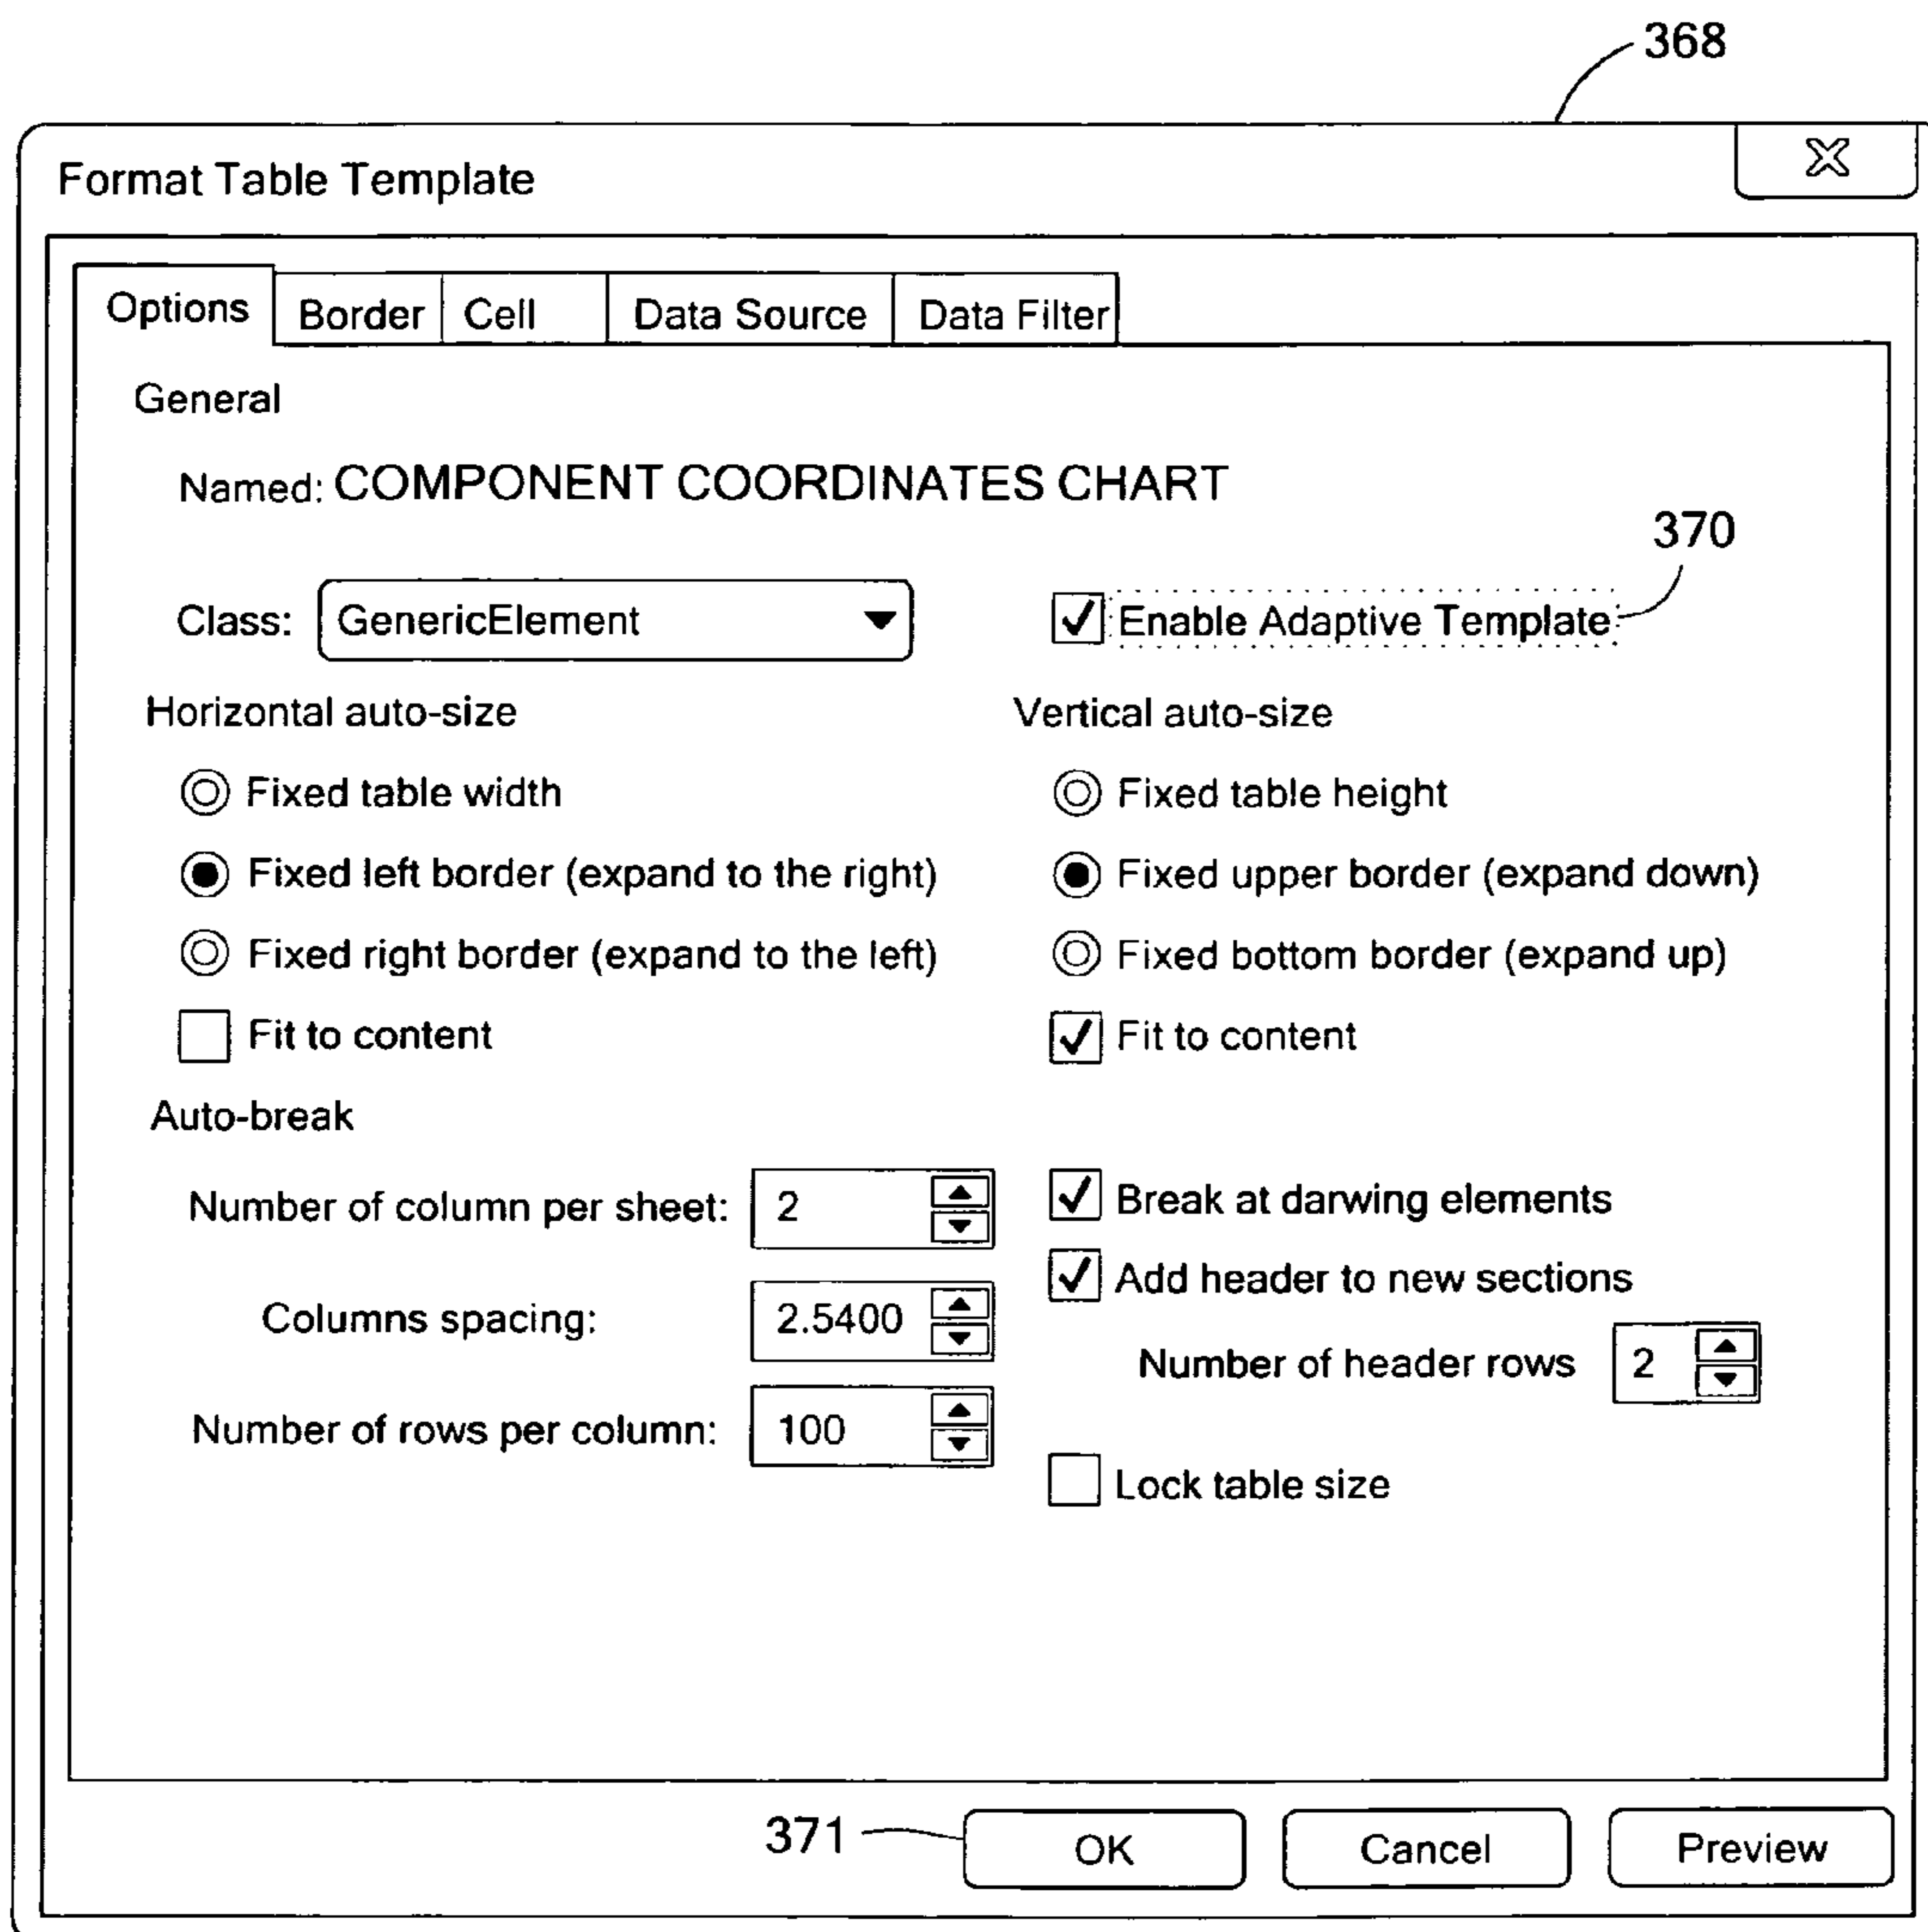 368
Format Table Template
Options Border Cell Data Source Data Filter
General
Named: COMPONENT COORDINATES CHART
370
Class: GenericElement Enable Adaptive Template
Horizontal auto-size Vertical auto-size
Fixed table width Fixed table height
Fixed left border (expand to the right) Fixed upper border (expand down)
Fixed right border (expand to the left) Fixed bottom border (expand up)
Fit to content Fit to content
Auto-break
Number of column per sheet: 2 Break at darwing elements
Add header to new sections
Columns spacing: 2.5400
Number of header rows 2
Number of rows per column: 100
Lock table size
371 OK Cancel Preview